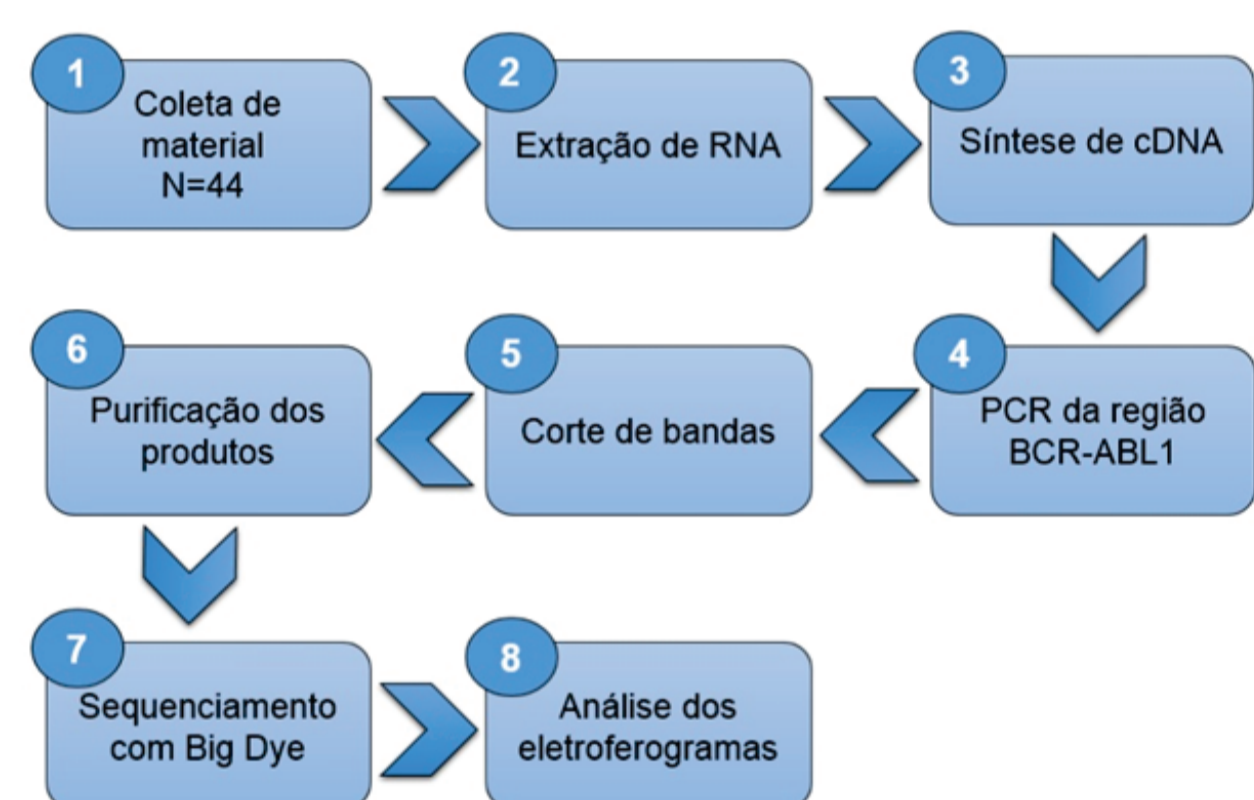 1
Coleta de
material
N=44
2
Extração de RNA
3
Síntese de cDNA
4
PCR da região
BCR-ABL1
5
Corte de bandas
6
Purificação dos
produtos
7
Sequenciamento
com Big Dye
8
Análise dos
eletroferogramas